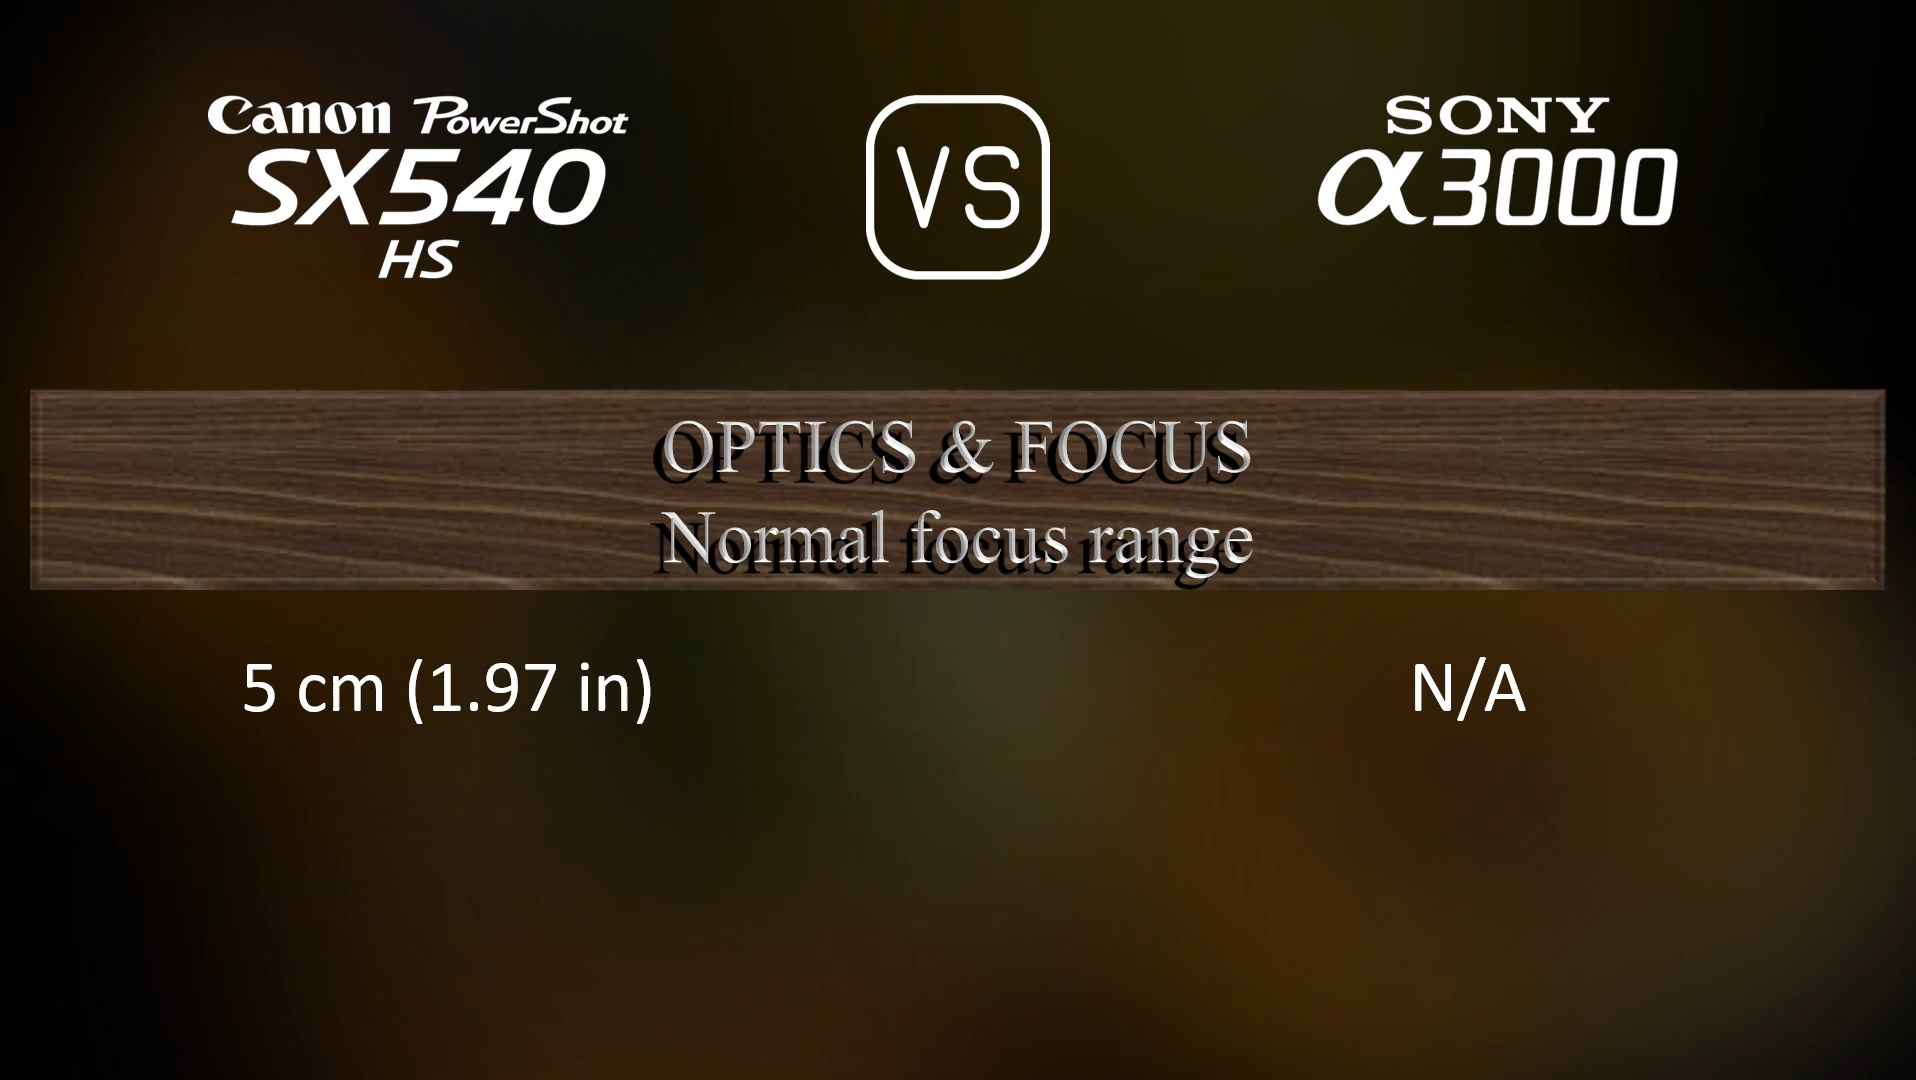 Canon PowerShot
SX540
HS
VS
SONY
α3000
OPTICS & FOCUS
Normal focus range
5 cm (1.97 in)
N/A